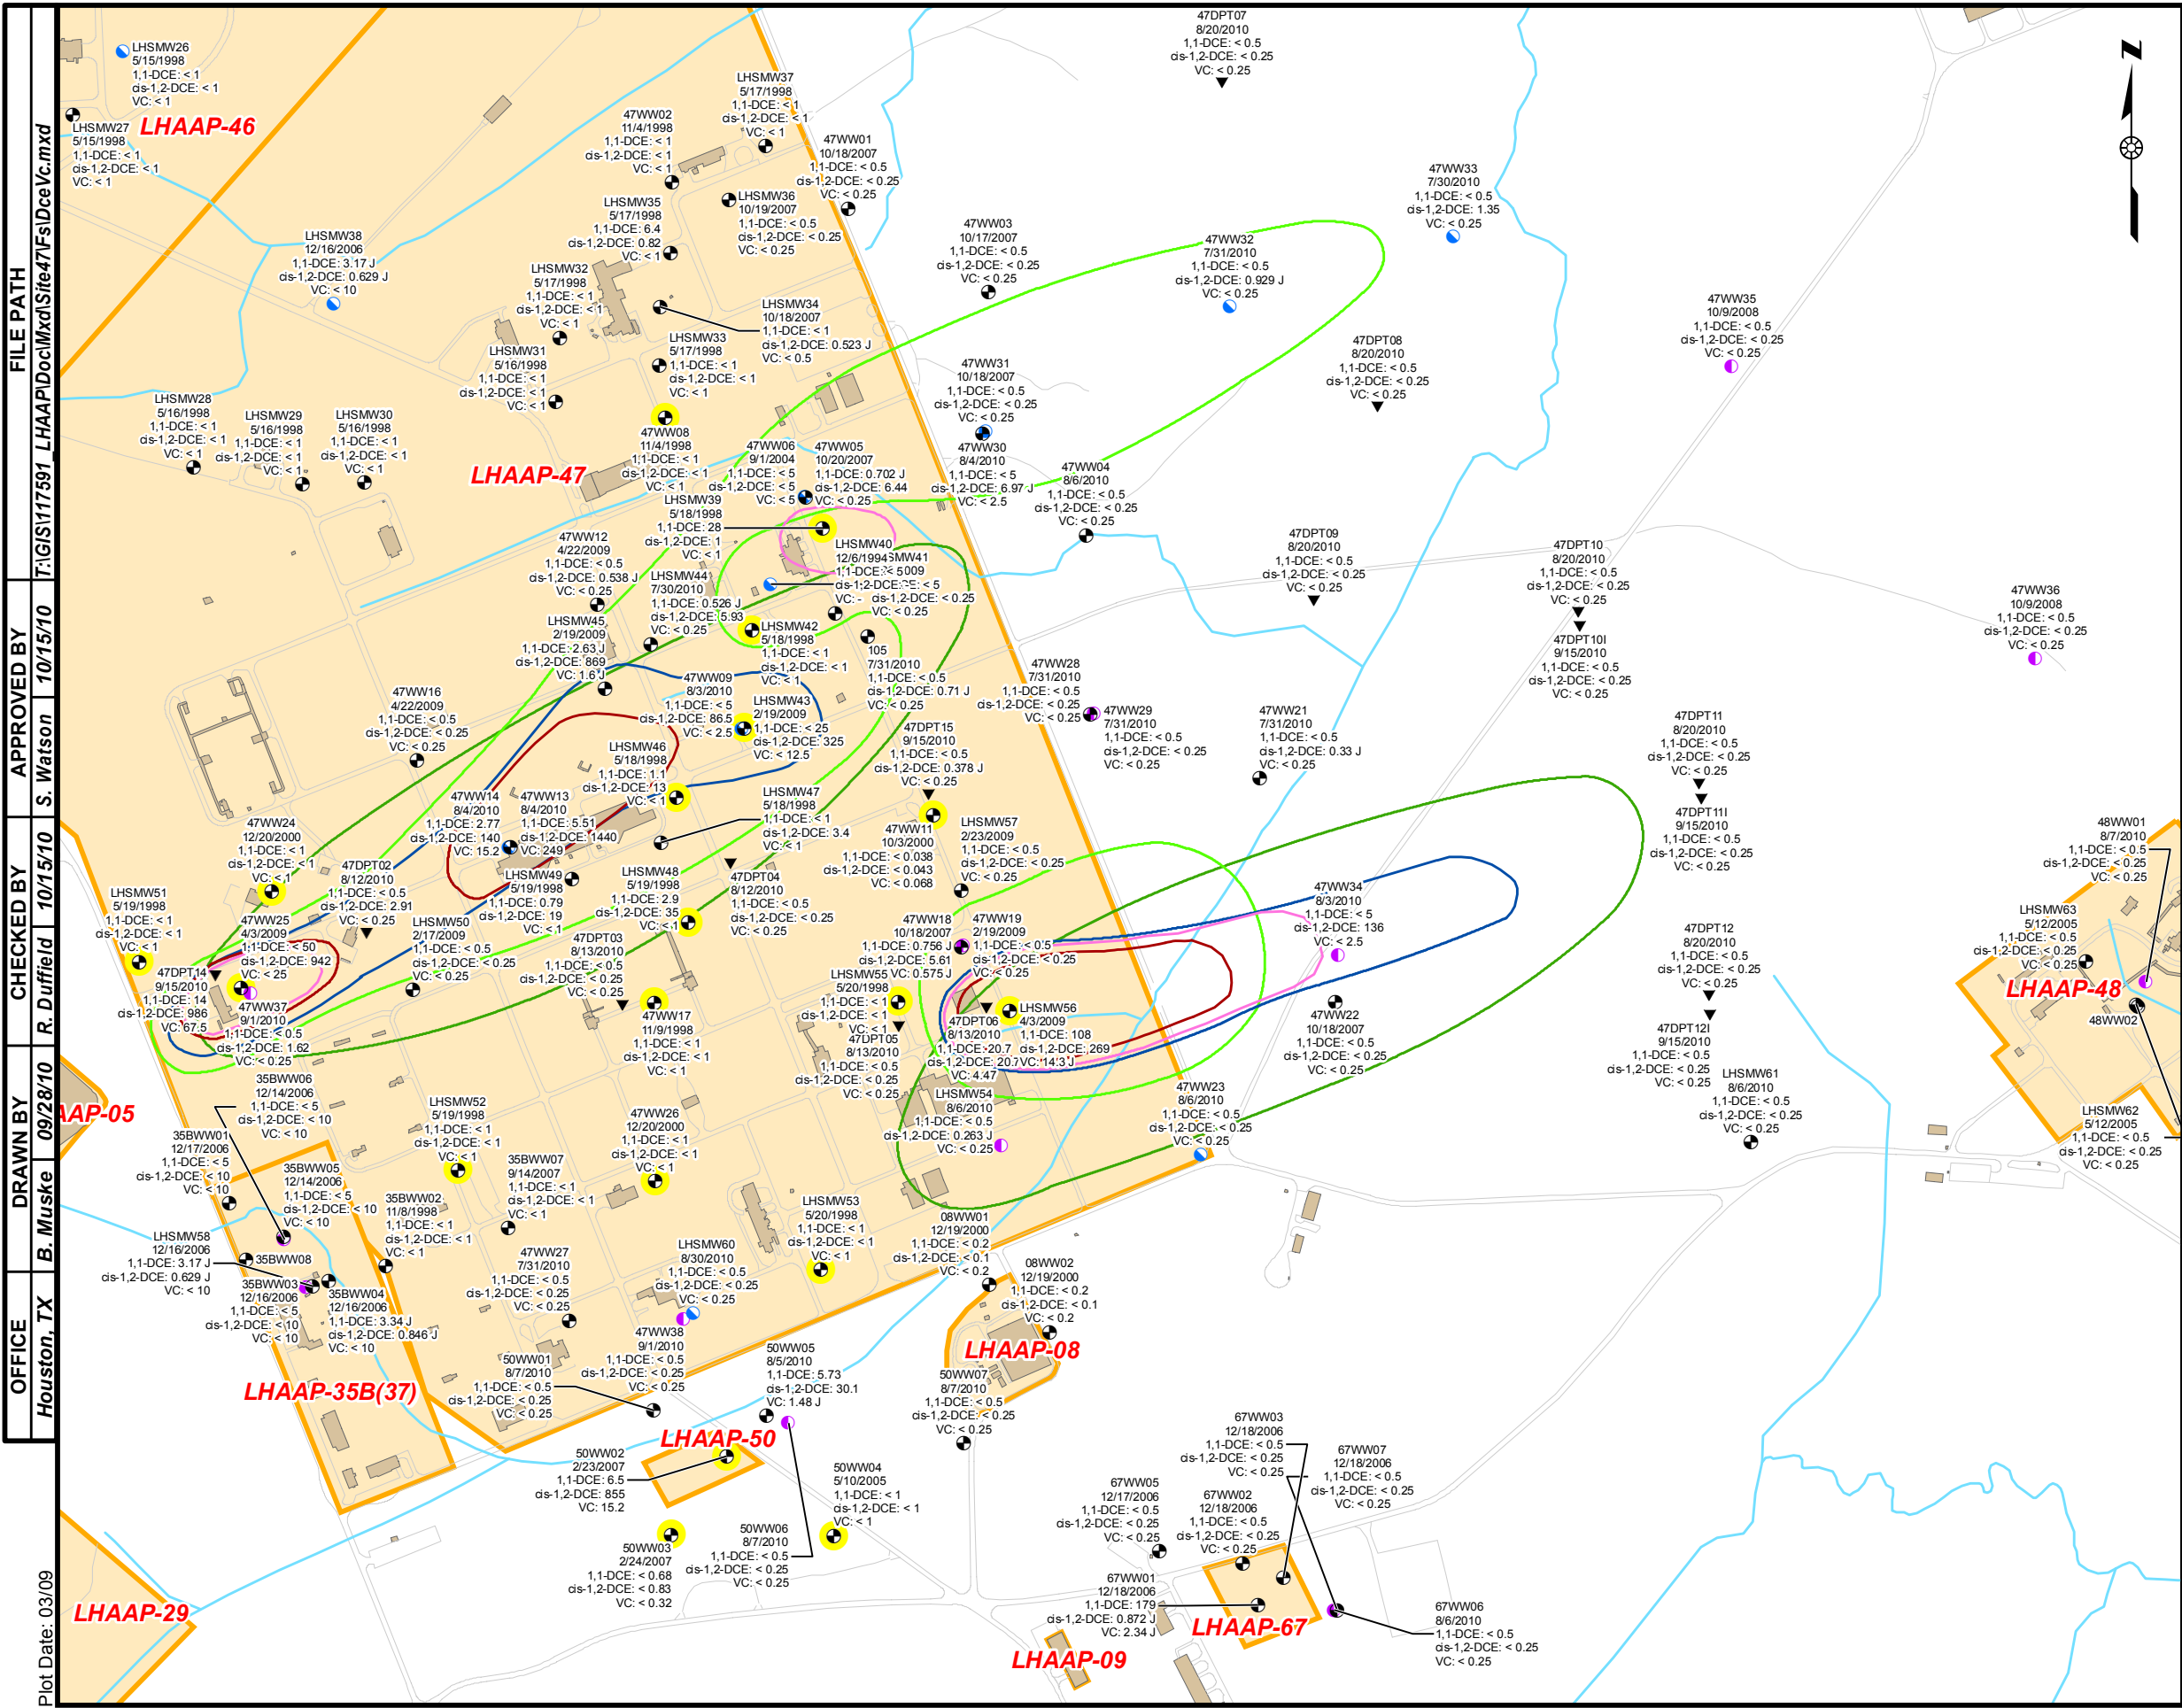 FILE PATH
T:\GIS\117591_LHAAP\Doc\Mxd\Site47\Fs\DceVc.mxd
APPROVED BY
S. Watson 10/15/10
CHECKED BY
R. Duffield 10/15/10
DRAWN BY
B. Muske 09/28/10
OFFICE
Houston, TX
Plot Date: 03/09
N
LHSMW26
5/15/1998
1,1-DCE: < 1
cis-1,2-DCE: < 1
VC: < 1
LHSMW27
5/15/1998
1,1-DCE: < 1
cis-1,2-DCE: < 1
VC: < 1
LHAAP-46
47DPT07
8/20/2010
1,1-DCE: < 0.5
cis-1,2-DCE: < 0.25
VC: < 0.25
LHSMW37
5/17/1998
1,1-DCE: < 1
cis-1,2-DCE: < 1
VC: < 1
47WW02
11/4/1998
1,1-DCE: < 1
cis-1,2-DCE: < 1
VC: < 1
47WW01
10/18/2007
1,1-DCE: < 0.5
cis-1,2-DCE: < 0.25
VC: < 0.25
LHSMW36
10/19/2007
1,1-DCE: < 0.5
cis-1,2-DCE: < 0.25
VC: < 0.25
LHSMW35
5/17/1998
1,1-DCE: 6.4
cis-1,2-DCE: 0.82
VC: < 1
47WW33
7/30/2010
1,1-DCE: < 0.5
cis-1,2-DCE: 1.35
VC: < 0.25
47WW03
10/17/2007
1,1-DCE: < 0.5
cis-1,2-DCE: < 0.25
VC: < 0.25
47WW32
7/31/2010
1,1-DCE: < 0.5
cis-1,2-DCE: 0.929 J
VC: < 0.25
LHSMW38
12/16/2006
1,1-DCE: 3.17 J
cis-1,2-DCE: 0.629 J
VC: < 10
LHSMW32
5/17/1998
1,1-DCE: < 1
cis-1,2-DCE: < 1
VC: < 1
LHSMW34
10/18/2007
1,1-DCE: < 1
cis-1,2-DCE: 0.523 J
VC: < 0.5
LHSMW33
5/17/1998
1,1-DCE: < 1
cis-1,2-DCE: < 1
VC: < 1
LHSMW31
5/16/1998
1,1-DCE: < 1
cis-1,2-DCE: < 1
VC: < 1
47WW35
10/9/2008
1,1-DCE: < 0.5
cis-1,2-DCE: < 0.25
VC: < 0.25
47DPT08
8/20/2010
1,1-DCE: < 0.5
cis-1,2-DCE: < 0.25
VC: < 0.25
47WW31
10/18/2007
1,1-DCE: < 0.5
cis-1,2-DCE: < 0.25
VC: < 0.25
LHSMW28
5/16/1998
1,1-DCE: < 1
cis-1,2-DCE: < 1
VC: < 1
LHSMW29
5/16/1998
1,1-DCE: < 1
cis-1,2-DCE: < 1
VC: < 1
LHSMW30
5/16/1998
1,1-DCE: < 1
cis-1,2-DCE: < 1
VC: < 1
LHAAP-47
47WW08
11/4/1998
1,1-DCE: < 1
cis-1,2-DCE: < 1
VC: < 1
47WW06
9/1/2004
1,1-DCE: < 5
cis-1,2-DCE: < 5
VC: < 5
47WW05
10/20/2007
1,1-DCE: 0.702 J
cis-1,2-DCE: 6.44
VC: < 0.25
47WW30
8/4/2010
1,1-DCE: < 5
cis-1,2-DCE: 6.97 J
VC: < 2.5
47WW04
8/6/2010
1,1-DCE: < 0.5
cis-1,2-DCE: < 0.25
VC: < 0.25
LHSMW39
5/18/1998
1,1-DCE: 28
cis-1,2-DCE: 1
VC: < 1
47WW12
4/22/2009
1,1-DCE: < 0.5
cis-1,2-DCE: 0.538 J
VC: < 0.25
LHSMW40
12/6/1994
1,1-DCE: < 5
cis-1,2-DCE: < 5
VC: -
cis-1,2-DCE: < 0.25
VC: < 0.25
47DPT09
8/20/2010
1,1-DCE: < 0.5
cis-1,2-DCE: < 0.25
VC: < 0.25
47DPT10
8/20/2010
1,1-DCE: < 0.5
cis-1,2-DCE: < 0.25
VC: < 0.25
47DPT10I
9/15/2010
1,1-DCE: < 0.5
cis-1,2-DCE: < 0.25
VC: < 0.25
47WW36
10/9/2008
1,1-DCE: < 0.5
cis-1,2-DCE: < 0.25
VC: < 0.25
LHSMW44
7/30/2010
1,1-DCE: 0.526 J
cis-1,2-DCE: 5.93
VC: < 0.25
LHSMW45
2/19/2009
1,1-DCE: 2.63 J
cis-1,2-DCE: 869
VC: 1.6 J
LHSMW42
5/18/1998
1,1-DCE: < 1
cis-1,2-DCE: < 1
VC: < 1
105
7/31/2010
1,1-DCE: < 0.5
cis-1,2-DCE: 0.71 J
VC: < 0.25
47WW16
4/22/2009
1,1-DCE: < 0.5
cis-1,2-DCE: < 0.25
VC: < 0.25
47WW09
8/3/2010
1,1-DCE: < 5
cis-1,2-DCE: 86.5
VC: < 2.5
LHSMW43
2/19/2009
1,1-DCE: < 25
cis-1,2-DCE: 325
VC: < 12.5
47WW28
7/31/2010
1,1-DCE: < 0.5
cis-1,2-DCE: < 0.25
VC: < 0.25
47WW29
7/31/2010
1,1-DCE: < 0.5
cis-1,2-DCE: < 0.25
VC: < 0.25
47WW21
7/31/2010
1,1-DCE: < 0.5
cis-1,2-DCE: 0.33 J
VC: < 0.25
47DPT11
8/20/2010
1,1-DCE: < 0.5
cis-1,2-DCE: < 0.25
VC: < 0.25
47DPT11I
9/15/2010
1,1-DCE: < 0.5
cis-1,2-DCE: < 0.25
VC: < 0.25
LHSMW46
5/18/1998
1,1-DCE: 1.1
cis-1,2-DCE: 13
VC: < 1
47DPT15
9/15/2010
1,1-DCE: < 0.5
cis-1,2-DCE: 0.378 J
VC: < 0.25
47WW14
8/4/2010
1,1-DCE: 2.77
cis-1,2-DCE: 140
VC: 15.2
47WW13
8/4/2010
1,1-DCE: 5.51
cis-1,2-DCE: 1440
VC: 249
LHSMW47
5/18/1998
1,1-DCE: < 1
cis-1,2-DCE: 3.4
VC: < 1
47WW24
12/20/2000
1,1-DCE: < 1
cis-1,2-DCE: < 1
VC: < 1
47WW11
10/3/2000
1,1-DCE: < 0.038
cis-1,2-DCE: < 0.043
VC: < 0.068
LHSMW57
2/23/2009
1,1-DCE: < 0.5
cis-1,2-DCE: < 0.25
VC: < 0.25
48WW01
8/7/2010
1,1-DCE: < 0.5
cis-1,2-DCE: < 0.25
VC: < 0.25
47DPT02
8/12/2010
1,1-DCE: < 0.5
cis-1,2-DCE: 2.91
VC: < 0.25
LHSMW49
5/19/1998
1,1-DCE: 0.79
cis-1,2-DCE: 19
VC: < 1
LHSMW48
5/19/1998
1,1-DCE: 2.9
cis-1,2-DCE: 35
VC: < 1
47DPT04
8/12/2010
1,1-DCE: < 0.5
cis-1,2-DCE: < 0.25
VC: < 0.25
47WW34
8/3/2010
1,1-DCE: < 5
cis-1,2-DCE: 136
VC: < 2.5
LHSMW51
5/19/1998
1,1-DCE: < 1
cis-1,2-DCE: < 1
VC: < 1
47WW25
4/3/2009
1,1-DCE: < 50
cis-1,2-DCE: 942
VC: < 25
LHSMW50
2/17/2009
1,1-DCE: < 0.5
cis-1,2-DCE: < 0.25
VC: < 0.25
47DPT03
8/13/2010
1,1-DCE: < 0.5
cis-1,2-DCE: < 0.25
VC: < 0.25
47WW18
10/18/2007
1,1-DCE: 0.756 J
cis-1,2-DCE: 5.61
VC: 0.575 J
47WW19
2/19/2009
1,1-DCE: < 0.5
cis-1,2-DCE: < 0.25
VC: < 0.25
47DPT12
8/20/2010
1,1-DCE: < 0.5
cis-1,2-DCE: < 0.25
VC: < 0.25
LHSMW63
5/12/2005
1,1-DCE: < 0.5
cis-1,2-DCE: < 0.25
VC: < 0.25
LHAAP-48
48WW02
47DPT14
9/15/2010
1,1-DCE: 14
cis-1,2-DCE: 986
VC: 67.5
47WW37
9/1/2010
1,1-DCE: < 0.5
cis-1,2-DCE: 1.62
VC: < 0.25
LHSMW55
5/20/1998
1,1-DCE: < 1
cis-1,2-DCE: < 1
VC: < 1
47WW17
11/9/1998
1,1-DCE: < 1
cis-1,2-DCE: < 1
VC: < 1
47DPT06
8/13/2010
1,1-DCE: 20.7
cis-1,2-DCE: 20.7
VC: 4.47
LHSMW56
4/3/2009
1,1-DCE: 108
cis-1,2-DCE: 269
VC: 14.3 J
47WW22
10/18/2007
1,1-DCE: < 0.5
cis-1,2-DCE: < 0.25
VC: < 0.25
47DPT12I
9/15/2010
1,1-DCE: < 0.5
cis-1,2-DCE: < 0.25
VC: < 0.25
47DPT05
8/13/2010
1,1-DCE: < 0.5
cis-1,2-DCE: < 0.25
VC: < 0.25
LHSMW61
8/6/2010
1,1-DCE: < 0.5
cis-1,2-DCE: < 0.25
VC: < 0.25
AAP-05
35BWW06
12/14/2006
1,1-DCE: < 5
cis-1,2-DCE: < 10
VC: < 10
LHSMW52
5/19/1998
1,1-DCE: < 1
cis-1,2-DCE: < 1
VC: < 1
47WW26
12/20/2000
1,1-DCE: < 1
cis-1,2-DCE: < 1
VC: < 1
LHSMW54
8/6/2010
1,1-DCE: < 0.5
cis-1,2-DCE: 0.263 J
VC: < 0.25
47WW23
8/6/2010
1,1-DCE: < 0.5
cis-1,2-DCE: < 0.25
VC: < 0.25
LHSMW62
5/12/2005
1,1-DCE: < 0.5
cis-1,2-DCE: < 0.25
VC: < 0.25
35BWW01
12/17/2006
1,1-DCE: < 5
cis-1,2-DCE: < 10
VC: < 10
35BWW05
12/14/2006
1,1-DCE: < 5
cis-1,2-DCE: < 10
VC: < 10
35BWW02
11/8/1998
1,1-DCE: < 1
cis-1,2-DCE: < 1
VC: < 1
35BWW07
9/14/2007
1,1-DCE: < 1
cis-1,2-DCE: < 1
VC: < 1
LHSMW53
5/20/1998
1,1-DCE: < 1
cis-1,2-DCE: < 1
VC: < 1
08WW01
12/19/2000
1,1-DCE: < 0.2
cis-1,2-DCE: < 0.1
VC: < 0.2
LHSMW58
12/16/2006
1,1-DCE: 3.17 J
cis-1,2-DCE: 0.629 J
VC: < 10
35BWW08
47WW27
7/31/2010
1,1-DCE: < 0.5
cis-1,2-DCE: < 0.25
VC: < 0.25
LHSMW60
8/30/2010
1,1-DCE: < 0.5
cis-1,2-DCE: < 0.25
VC: < 0.25
08WW02
12/19/2000
1,1-DCE: < 0.2
cis-1,2-DCE: < 0.1
VC: < 0.2
35BWW03
12/16/2006
1,1-DCE: < 5
cis-1,2-DCE: < 10
VC: < 10
35BWW04
12/16/2006
1,1-DCE: 3.34 J
cis-1,2-DCE: 0.846 J
VC: < 10
LHAAP-08
47WW38
9/1/2010
1,1-DCE: < 0.5
cis-1,2-DCE: < 0.25
VC: < 0.25
50WW01
8/7/2010
1,1-DCE: < 0.5
cis-1,2-DCE: < 0.25
VC: < 0.25
50WW05
8/5/2010
1,1-DCE: 5.73
cis-1,2-DCE: 30.1
VC: 1.48 J
50WW07
8/7/2010
1,1-DCE: < 0.5
cis-1,2-DCE: < 0.25
VC: < 0.25
LHAAP-35B(37)
LHAAP-50
50WW02
2/23/2007
1,1-DCE: 6.5
cis-1,2-DCE: 855
VC: 15.2
50WW04
5/10/2005
1,1-DCE: < 1
cis-1,2-DCE: < 1
VC: < 1
67WW03
12/18/2006
1,1-DCE: < 0.5
cis-1,2-DCE: < 0.25
VC: < 0.25
67WW07
12/18/2006
1,1-DCE: < 0.5
cis-1,2-DCE: < 0.25
VC: < 0.25
67WW05
12/17/2006
1,1-DCE: < 0.5
cis-1,2-DCE: < 0.25
VC: < 0.25
67WW02
12/18/2006
1,1-DCE: < 0.5
cis-1,2-DCE: < 0.25
VC: < 0.25
50WW06
8/7/2010
1,1-DCE: < 0.5
cis-1,2-DCE: < 0.25
VC: < 0.25
50WW03
2/24/2007
1,1-DCE: < 0.68
cis-1,2-DCE: < 0.83
VC: < 0.32
67WW01
12/18/2006
1,1-DCE: 179
cis-1,2-DCE: 0.872 J
VC: 2.34 J
67WW06
8/6/2010
1,1-DCE: < 0.5
cis-1,2-DCE: < 0.25
VC: < 0.25
LHAAP-29
LHAAP-67
LHAAP-09